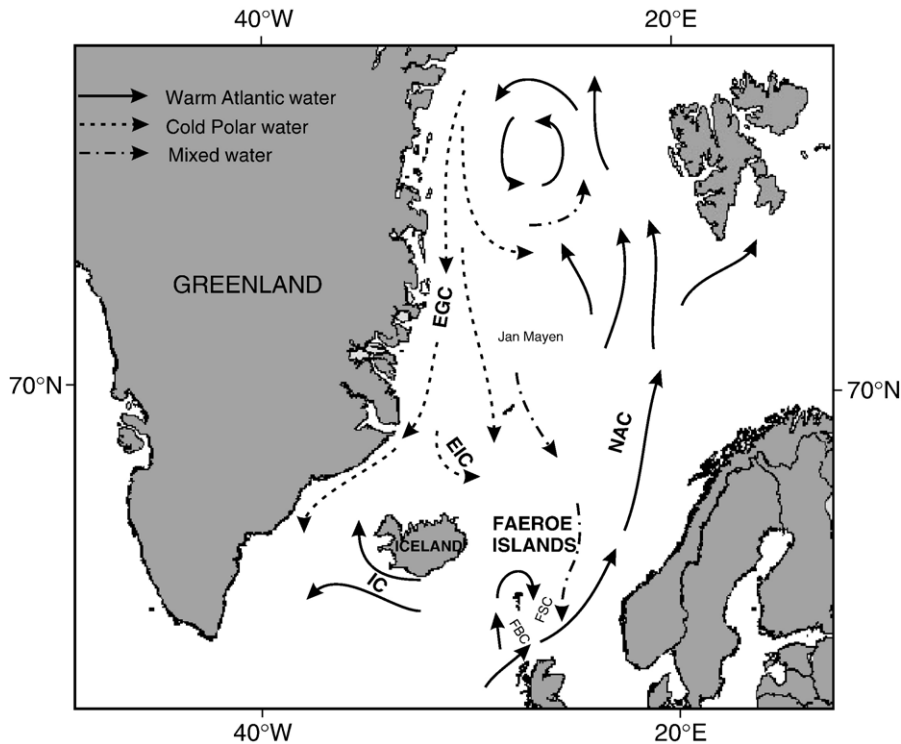 40°W 20°E
Warm Atlantic water
Cold Polar water
Mixed water
GREENLAND
EGC
Jan Mayen
70°N 70°N
NAC
EIC
FAEROE
ISLANDS
ICELAND
IC
FSC
FBC
40°W 20°E